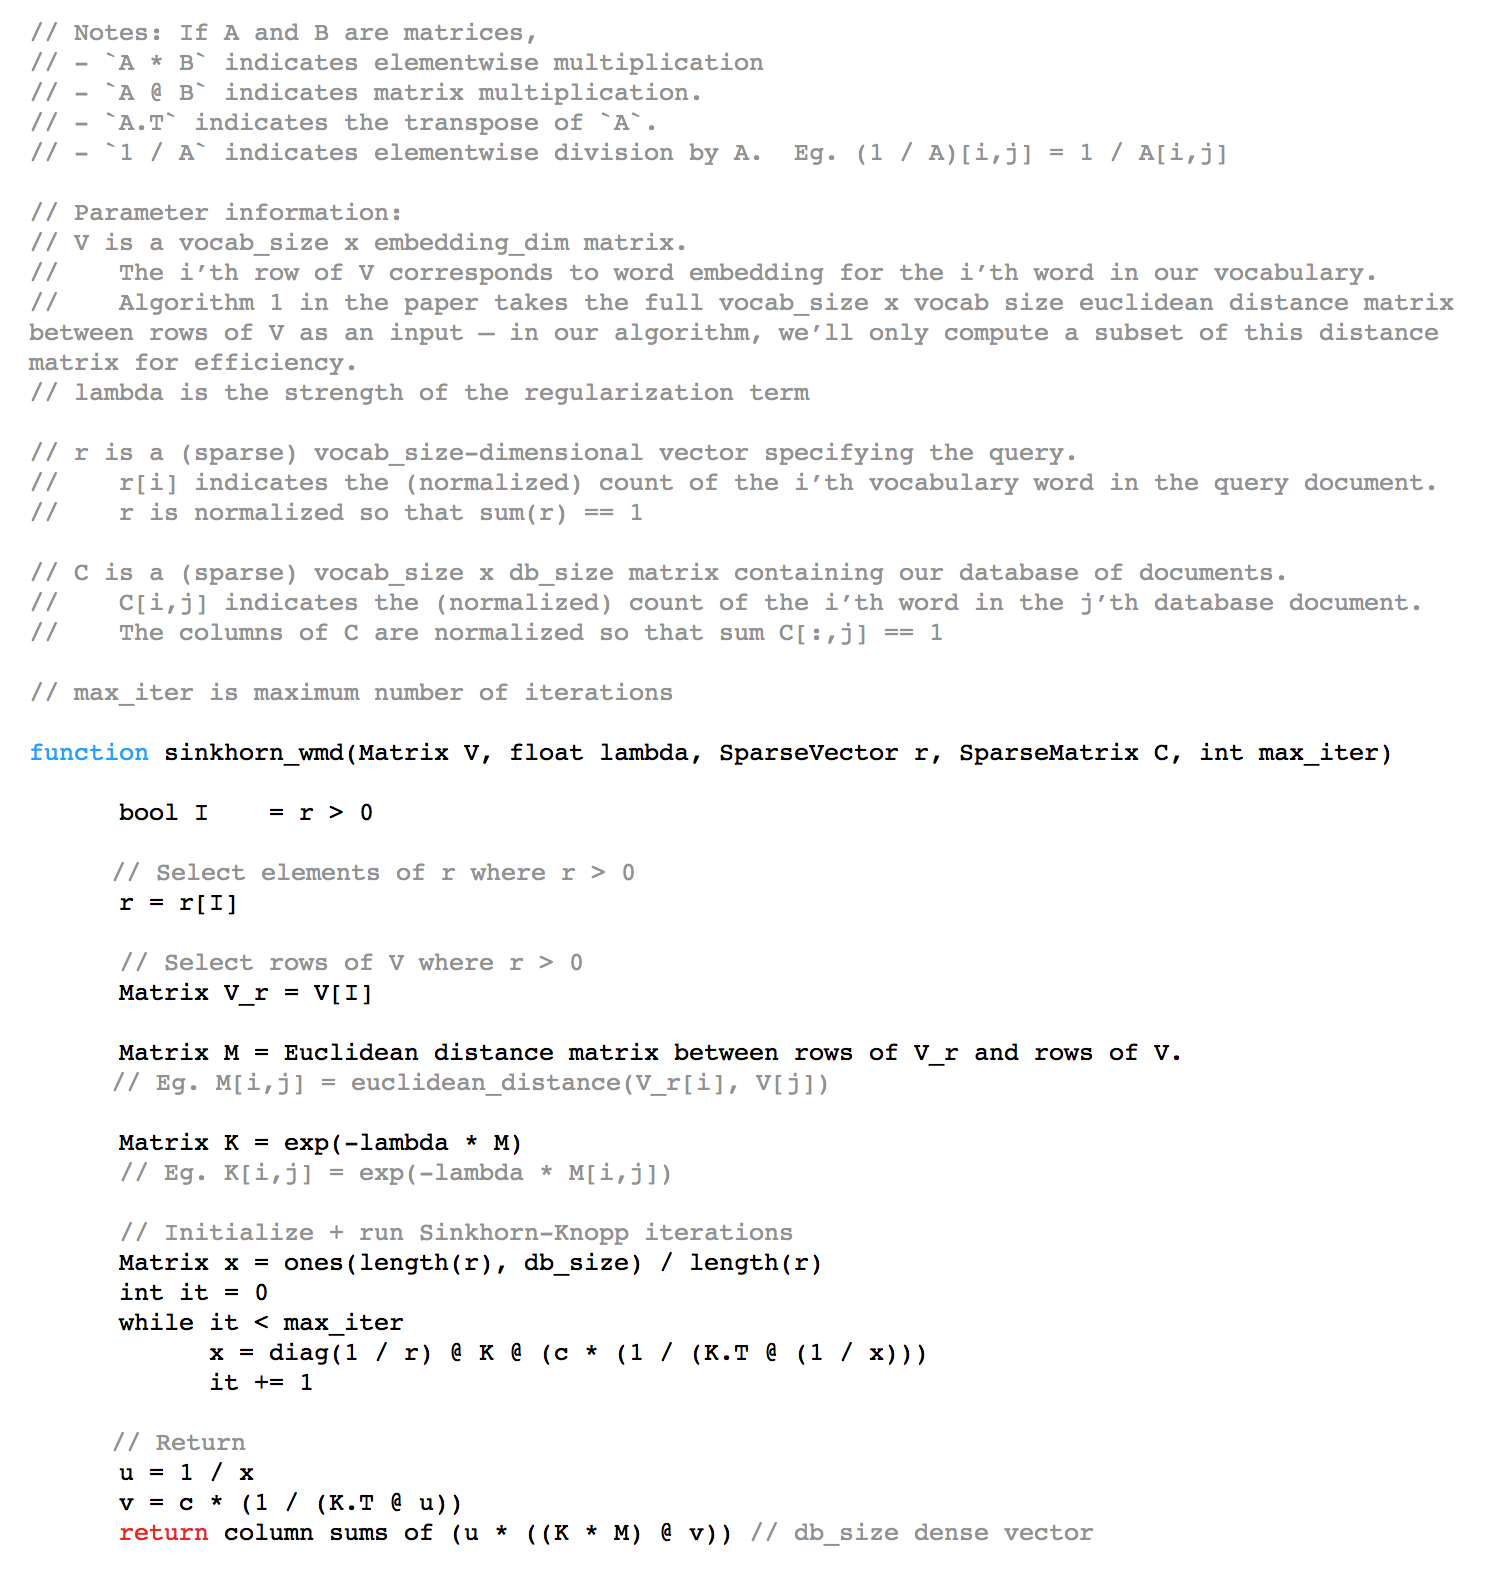 // Notes: If A and B are matrices,
// – `A * B` indicates elementwise multiplication
// – `A @ B` indicates matrix multiplication.
// – `A.T` indicates the transpose of `A`.
// – `1 / A` indicates elementwise division by A.  Eg. (1 / A)[i,j] = 1 / A[i,j]
// Parameter information:
// V is a vocab_size x embedding_dim matrix.
//    The i’th row of V corresponds to word embedding for the i’th word in our vocabulary.
//    Algorithm 1 in the paper takes the full vocab_size x vocab size euclidean distance matrix
between rows of V as an input — in our algorithm, we’ll only compute a subset of this distance
matrix for efficiency.
// lambda is the strength of the regularization term
// r is a (sparse) vocab_size-dimensional vector specifying the query.
//    r[i] indicates the (normalized) count of the i’th vocabulary word in the query document.
//    r is normalized so that sum(r) == 1
// C is a (sparse) vocab_size x db_size matrix containing our database of documents.
//    C[i,j] indicates the (normalized) count of the i’th word in the j’th database document.
//    The columns of C are normalized so that sum C[:,j] == 1
// max_iter is maximum number of iterations
function sinkhorn_wmd(Matrix V, float lambda, SparseVector r, SparseMatrix C, int max_iter)
bool I    = r > 0
// Select elements of r where r > 0
r = r[I]
// Select rows of V where r > 0
Matrix V_r = V[I]
Matrix M = Euclidean distance matrix between rows of V_r and rows of V.
// Eg. M[i,j] = euclidean_distance(V_r[i], V[j])
Matrix K = exp(-lambda * M)
// Eg. K[i,j] = exp(-lambda * M[i,j])
// Initialize + run Sinkhorn-Knopp iterations
Matrix x = ones(length(r), db_size) / length(r)
int it = 0
while it < max_iter
x = diag(1 / r) @ K @ (c * (1 / (K.T @ (1 / x)))
it += 1
// Return
u = 1 / x
v = c * (1 / (K.T @ u))
return column sums of (u * ((K * M) @ v)) // db_size dense vector